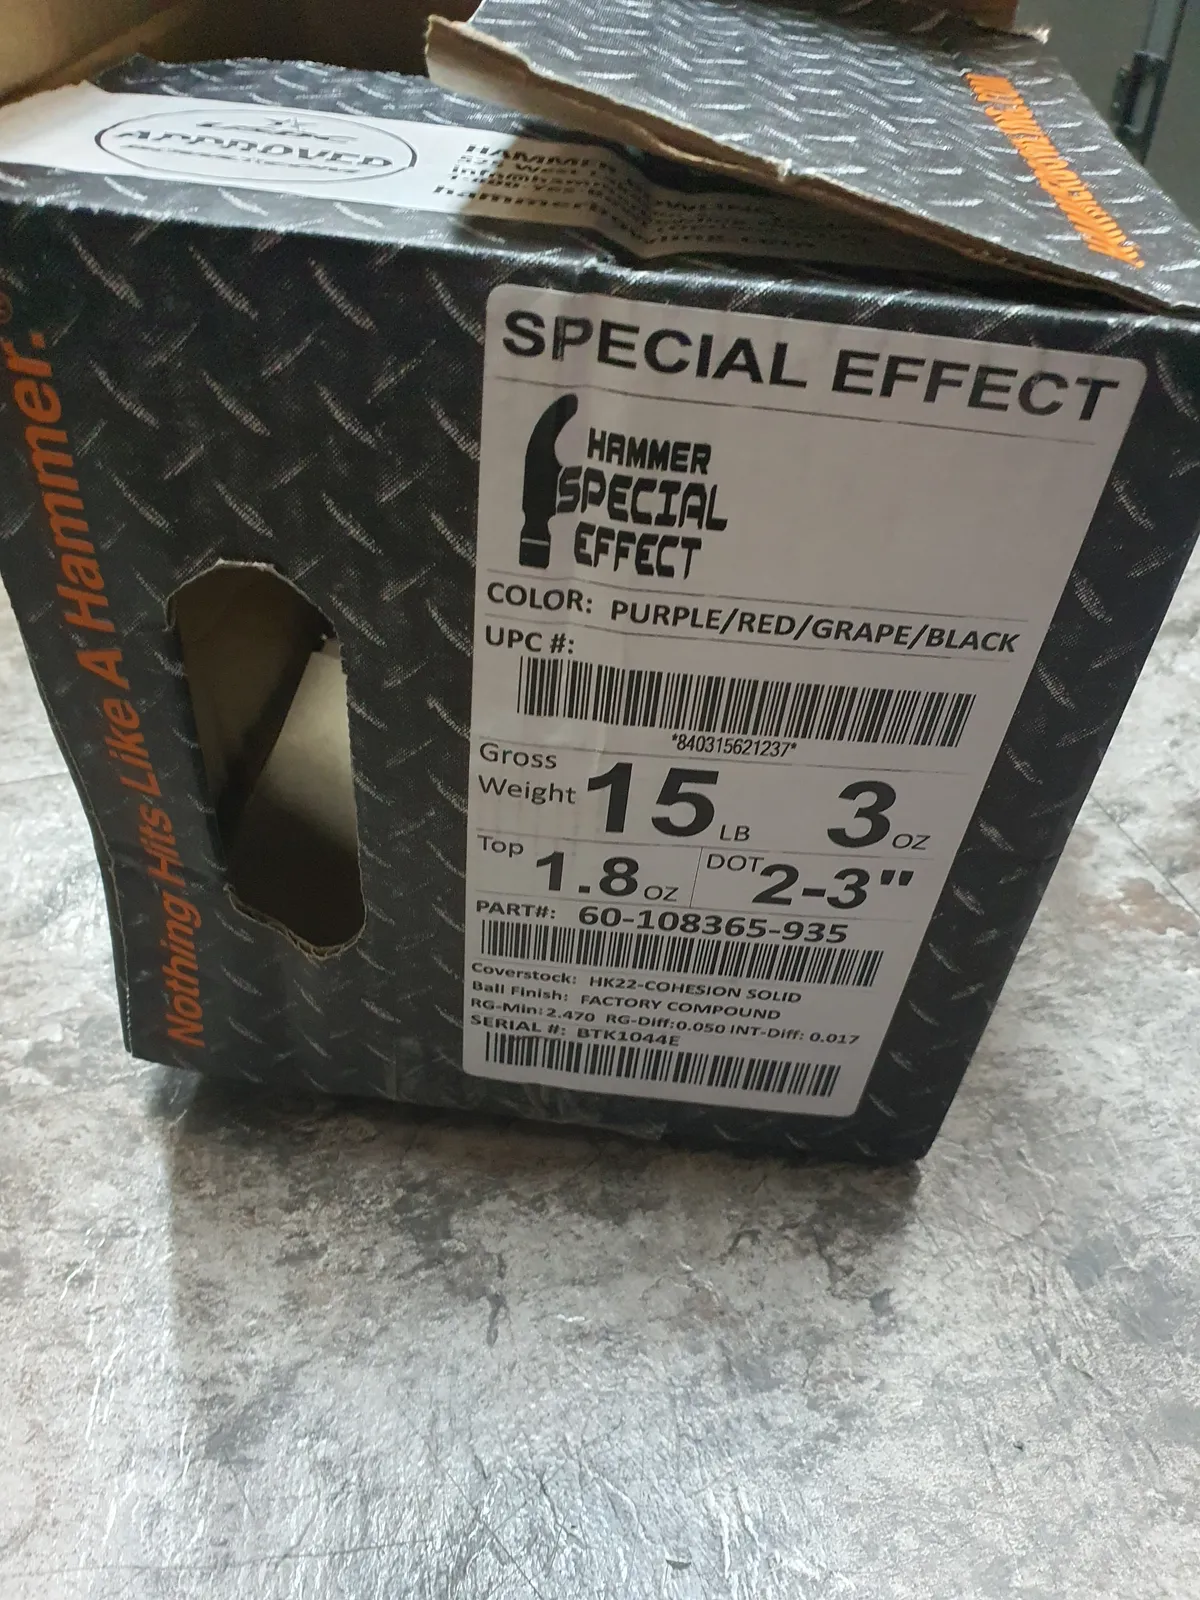 APPROVED
HAMMER
Nothing Hits Like A Hammer.®
SPECIAL EFFECT
HAMMER
SPECIAL
EFFECT
COLOR: PURPLE/RED/GRAPE/BLACK
UPC #:
*840315621237*
Gross
Weight 15 LB 3 OZ
Top 1.8 OZ DOT 2-3"
PART#: 60-108365-935
Coverstock: HK22-COHESION SOLID
Ball Finish: FACTORY COMPOUND
RG-Min: 2.470 RG-Diff: 0.050 INT-Diff: 0.017
SERIAL #: BTK1044E